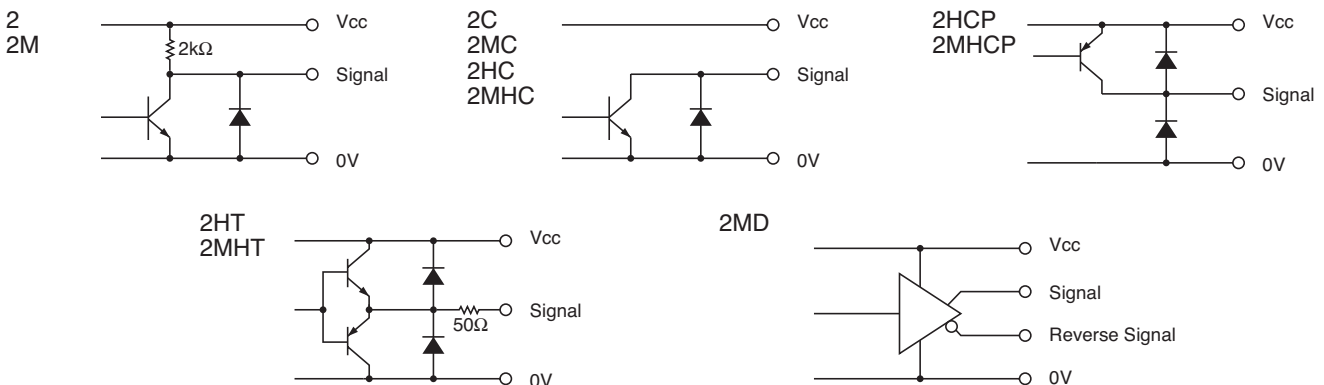 2
2M
Vcc
2kΩ
Signal
0V
2C
2MC
2HC
2MHC
Vcc
Signal
0V
2HCP
2MHCP
Vcc
Signal
0V
2HT
2MHT
Vcc
Signal
50Ω
0V
2MD
Vcc
Signal
Reverse Signal
0V